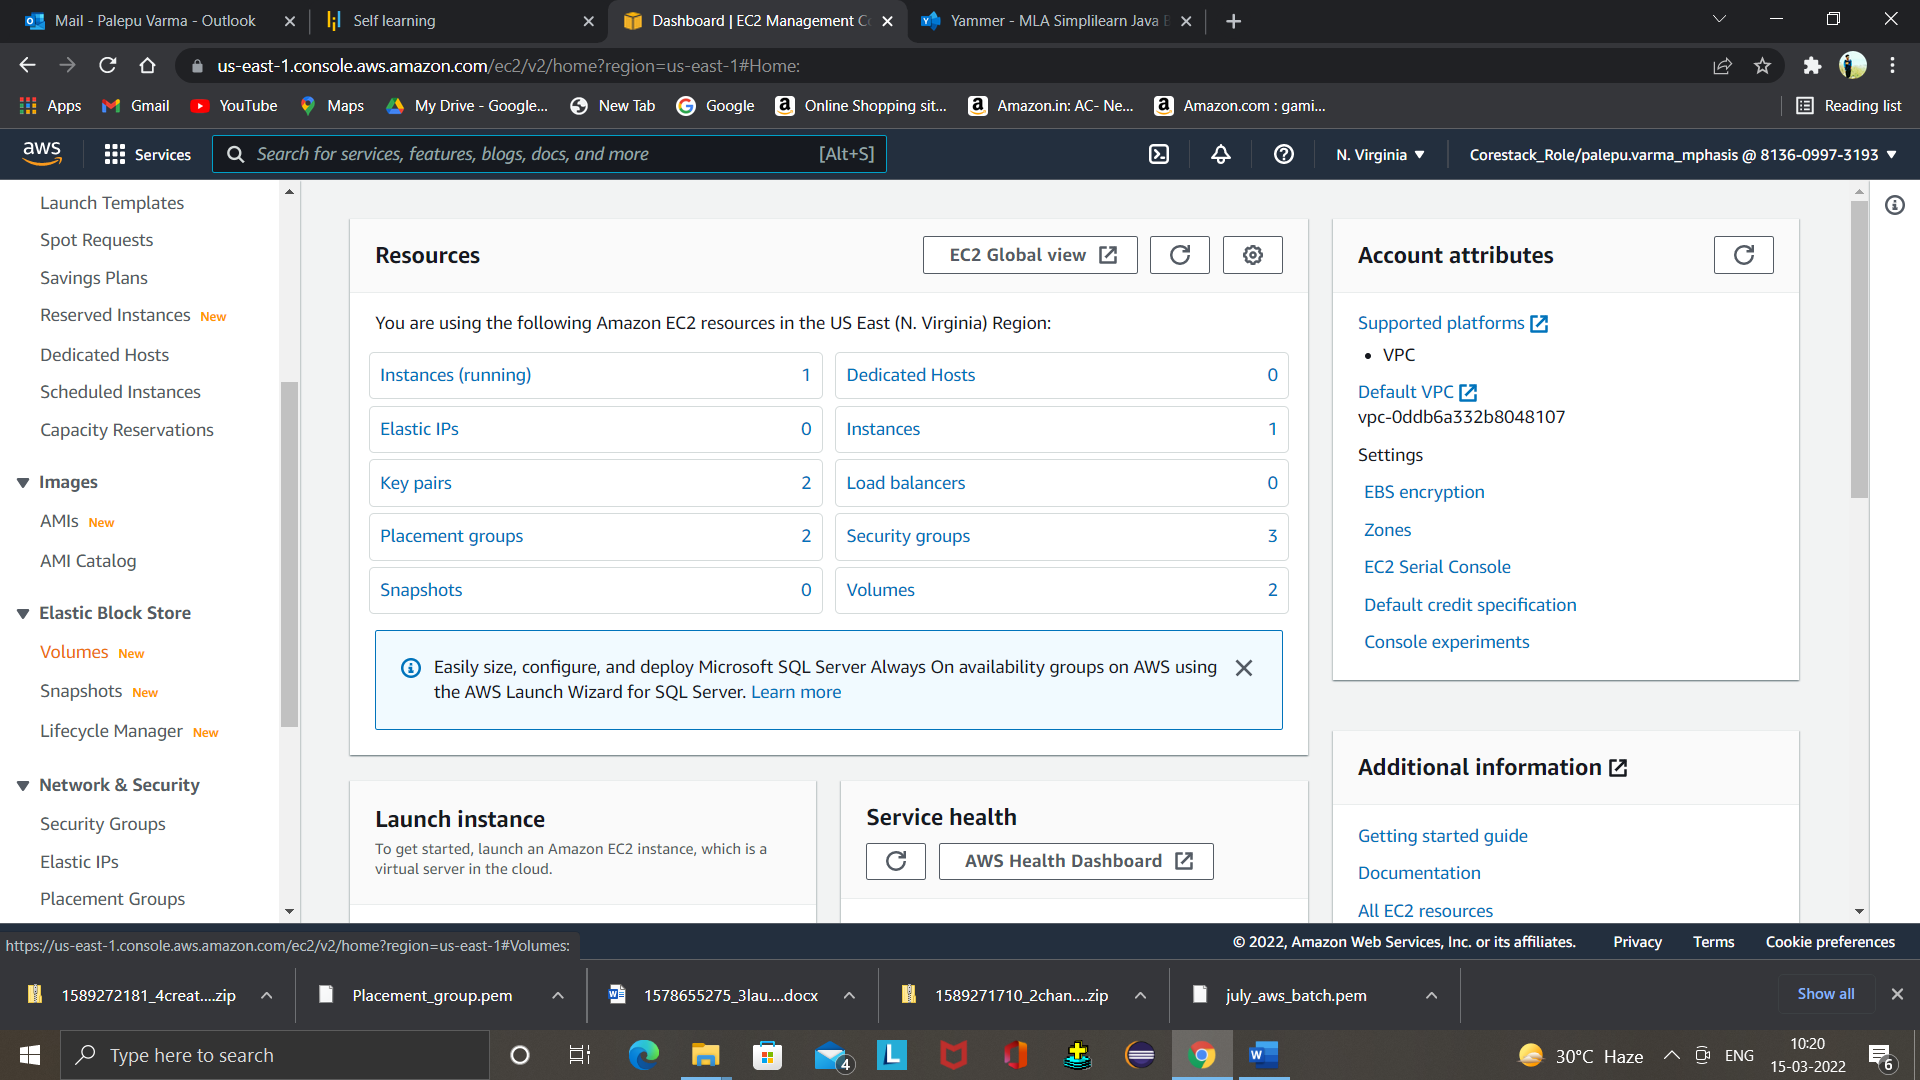 Mail - Palepu Varma - Outlook
Self learning
Dashboard | EC2 Management Co
Yammer - MLA Simplilearn Java B
us-east-1.console.aws.amazon.com/ec2/v2/home?region=us-east-1#Home:
Apps
Gmail
YouTube
Maps
My Drive - Google...
New Tab
Google
Online Shopping sit...
Amazon.in: AC- Ne...
Amazon.com : gami...
Reading list
aws
Services
Search for services, features, blogs, docs, and more
[Alt+S]
N. Virginia
Corestack_Role/palepu.varma_mphasis @ 8136-0997-3193
Launch Templates
Spot Requests
Savings Plans
Reserved Instances New
Dedicated Hosts
Scheduled Instances
Capacity Reservations
Images
AMIs New
AMI Catalog
Elastic Block Store
Volumes New
Snapshots New
Lifecycle Manager New
Network & Security
Security Groups
Elastic IPs
Placement Groups
Resources
EC2 Global view
You are using the following Amazon EC2 resources in the US East (N. Virginia) Region:
Instances (running) 1
Dedicated Hosts 0
Elastic IPs 0
Instances 1
Key pairs 2
Load balancers 0
Placement groups 2
Security groups 3
Snapshots 0
Volumes 2
Easily size, configure, and deploy Microsoft SQL Server Always On availability groups on AWS using
the AWS Launch Wizard for SQL Server. Learn more
Launch instance
To get started, launch an Amazon EC2 instance, which is a
virtual server in the cloud.
Service health
AWS Health Dashboard
Account attributes
Supported platforms
• VPC
Default VPC
vpc-0ddb6a332b8048107
Settings
EBS encryption
Zones
EC2 Serial Console
Default credit specification
Console experiments
Additional information
Getting started guide
Documentation
All EC2 resources
https://us-east-1.console.aws.amazon.com/ec2/v2/home?region=us-east-1#Volumes:
© 2022, Amazon Web Services, Inc. or its affiliates.
Privacy
Terms
Cookie preferences
1589272181_4creat....zip
Placement_group.pem
1578655275_3lau....docx
1589271710_2chan....zip
july_aws_batch.pem
Show all
Type here to search
4
L
W
30°C Haze
ENG
10:20
15-03-2022
6